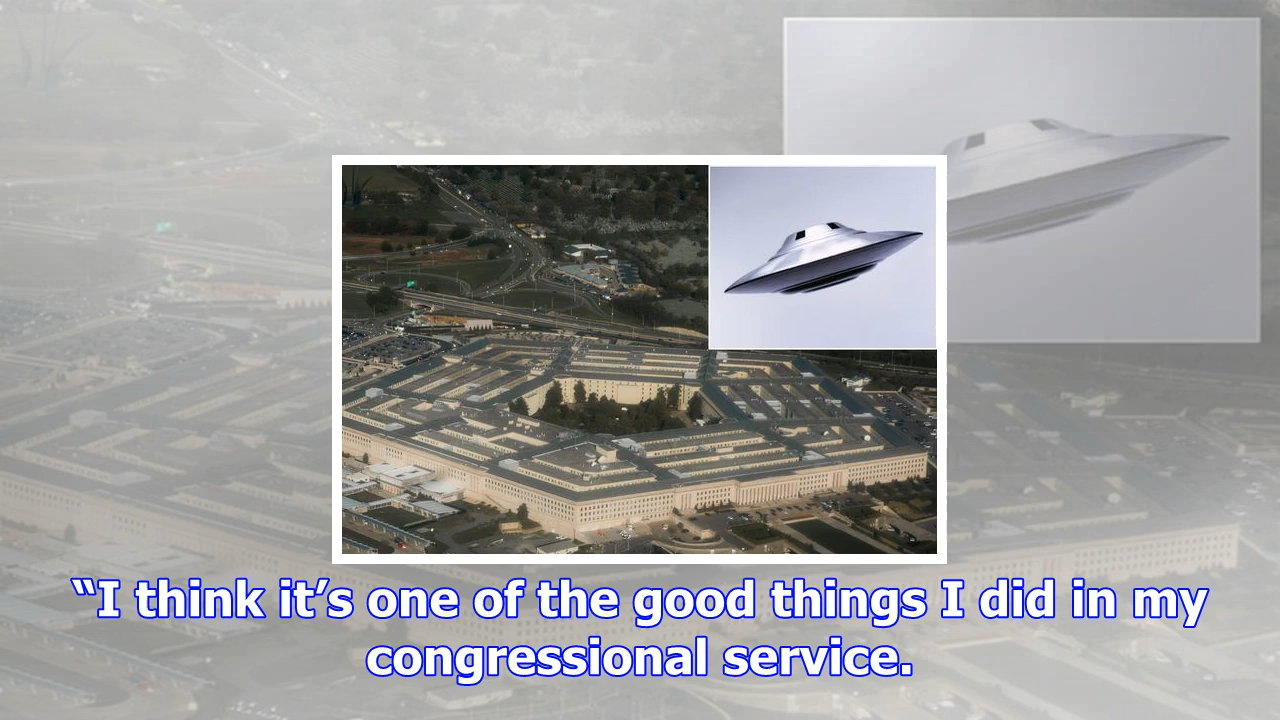 “I think it’s one of the good things I did in my
congressional service.